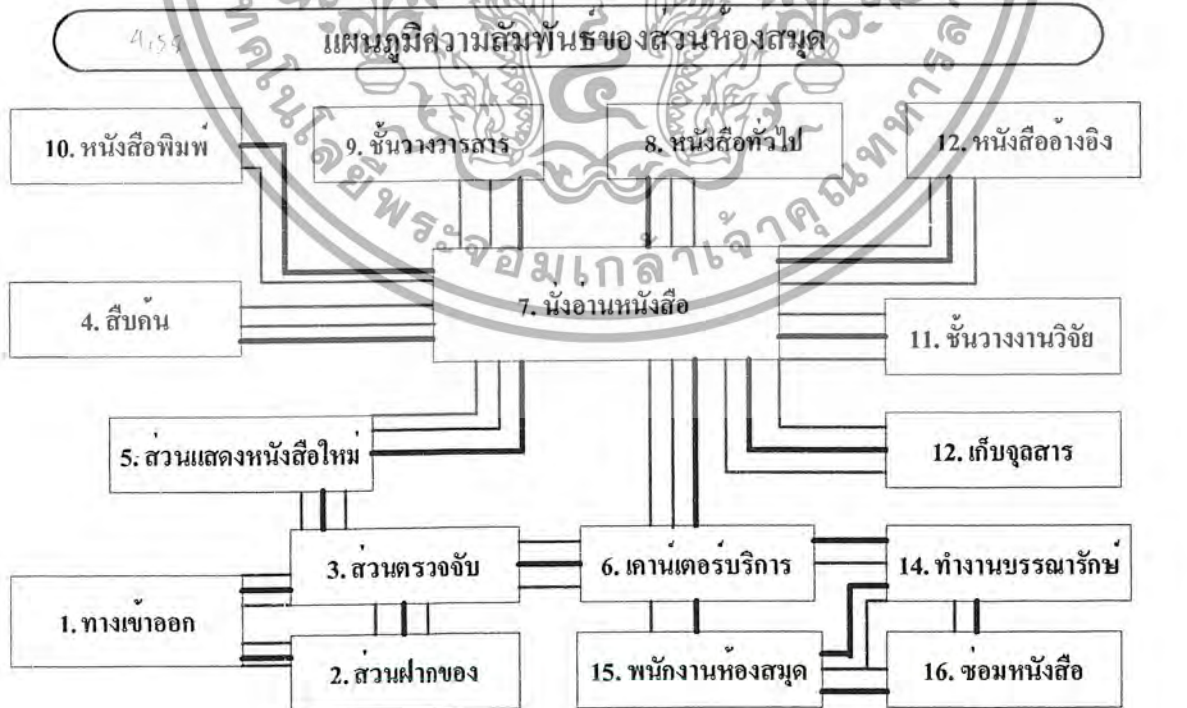 แผนภูมิความสัมพันธ์ของส่วนห้องสมุด
10. หนังสือพิมพ์
9. ชั้นวางวารสาร
8. หนังสือทั่วไป
12. หนังสืออ้างอิง
4. สืบค้น
7. นั่งอ่านหนังสือ
11. ชั้นวางงานวิจัย
5. ส่วนแสดงหนังสือใหม่
12. เก็บจุลสาร
3. ส่วนตรวจจับ
6. เคาน์เตอร์บริการ
14. ทำงานบรรณารักษ์
1. ทางเข้าออก
2. ส่วนฝากของ
15. พนักงานห้องสมุด
16. ซ่อมหนังสือ